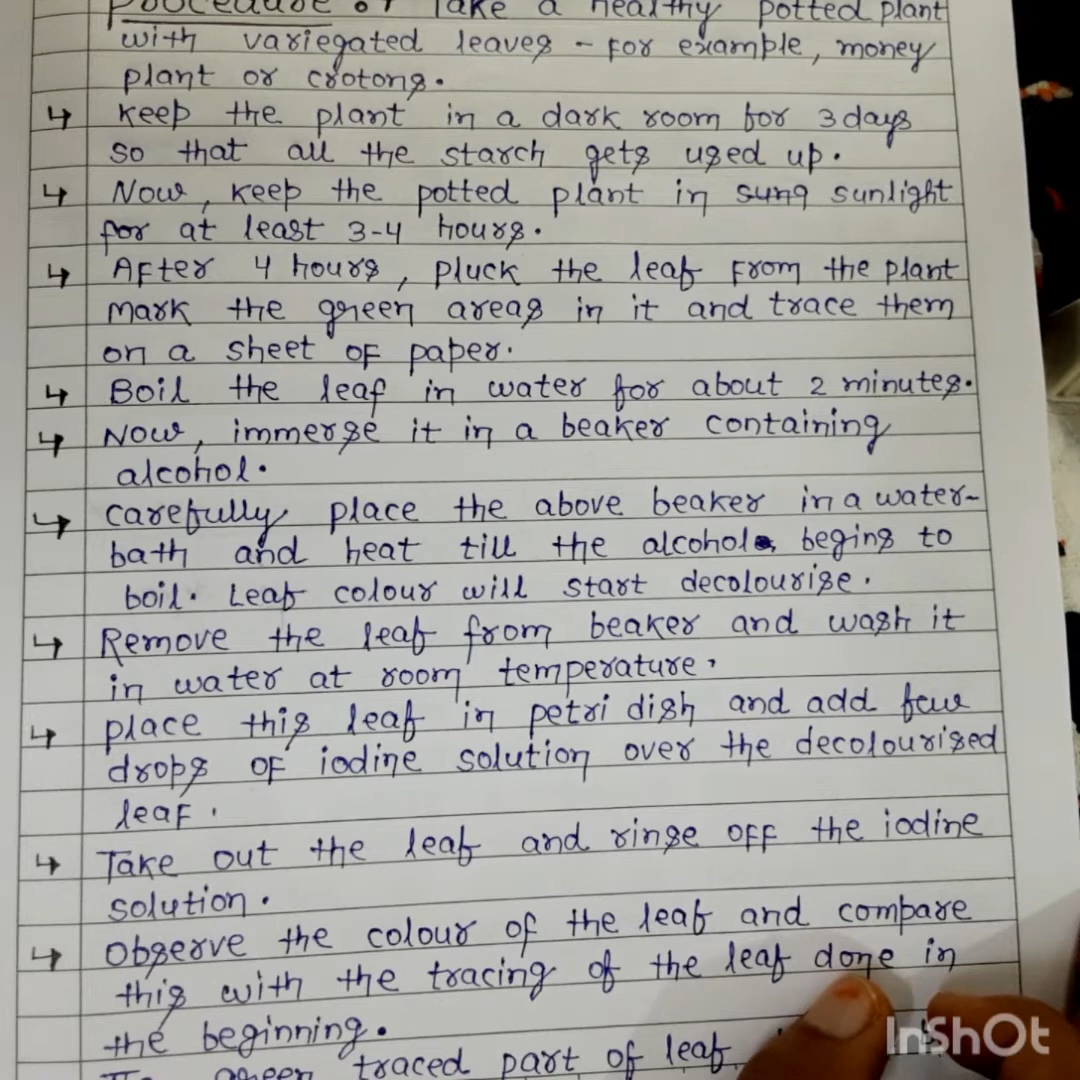 Procedure :- Take a healthy potted plant
with variegated leaves - for example, money
plant or crotons.
↳ Keep the plant in a dark room for 3 days
so that all the starch gets used up.
↳ Now, keep the potted plant in sunlight
for at least 3-4 hours.
↳ After 4 hours, pluck the leaf from the plant
mark the green areas in it and trace them
on a sheet of paper.
↳ Boil the leaf in water for about 2 minutes.
↳ Now, immerse it in a beaker containing
alcohol.
↳ carefully place the above beaker in a water-
bath and heat till the alcohol begins to
boil. Leaf colour will start decolourise.
↳ Remove the leaf from beaker and wash it
in water at room temperature.
↳ place this leaf in petri dish and add few
drops of iodine solution over the decolourised
leaf.
↳ Take out the leaf and rinse off the iodine
solution.
↳ Observe the colour of the leaf and compare
this with the tracing of the leaf done in
the beginning.
green traced part of leaf
InShOt